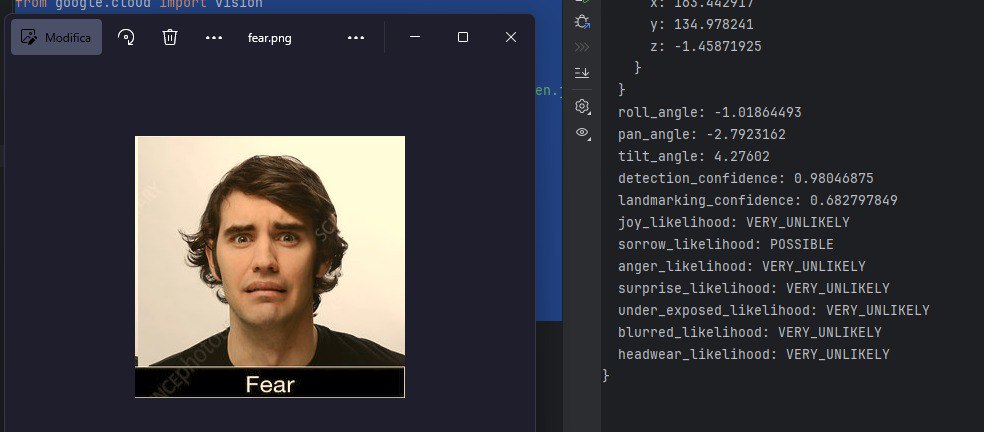 from google.cloud import vision
Modifica
fear.png
en.
Fear
x: 163.442917
y: 134.978241
z: -1.45871925
}
}
roll_angle: -1.01864493
pan_angle: -2.7923162
tilt_angle: 4.27602
detection_confidence: 0.98046875
landmarking_confidence: 0.682797849
joy_likelihood: VERY_UNLIKELY
sorrow_likelihood: POSSIBLE
anger_likelihood: VERY_UNLIKELY
surprise_likelihood: VERY_UNLIKELY
under_exposed_likelihood: VERY_UNLIKELY
blurred_likelihood: VERY_UNLIKELY
headwear_likelihood: VERY_UNLIKELY
}